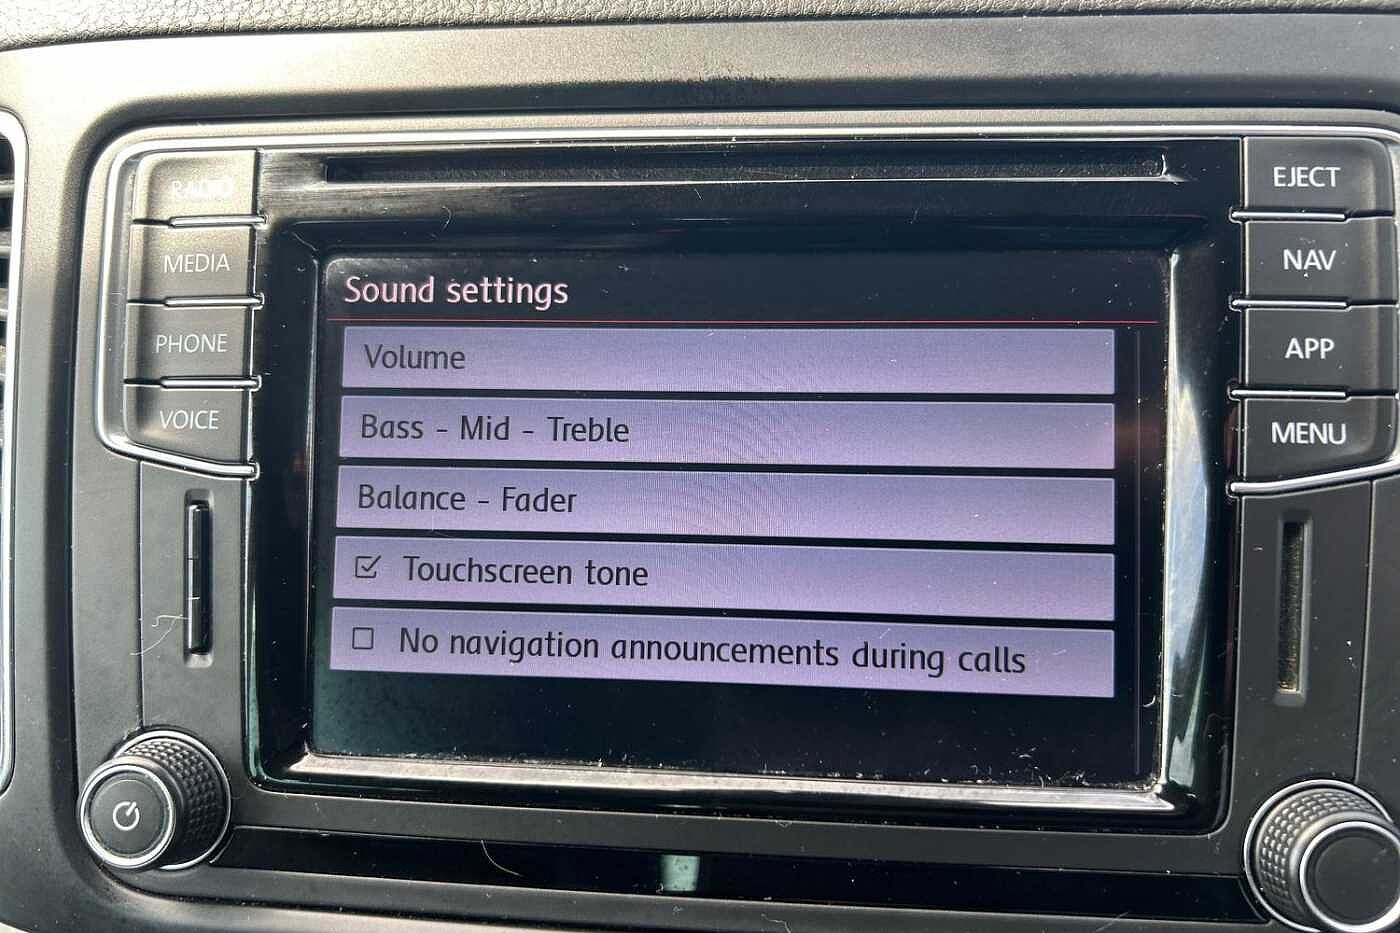 RADIO
MEDIA
PHONE
VOICE
Sound settings
Volume
Bass - Mid - Treble
Balance - Fader
Touchscreen tone
No navigation announcements during calls
EJECT
NAV
APP
MENU